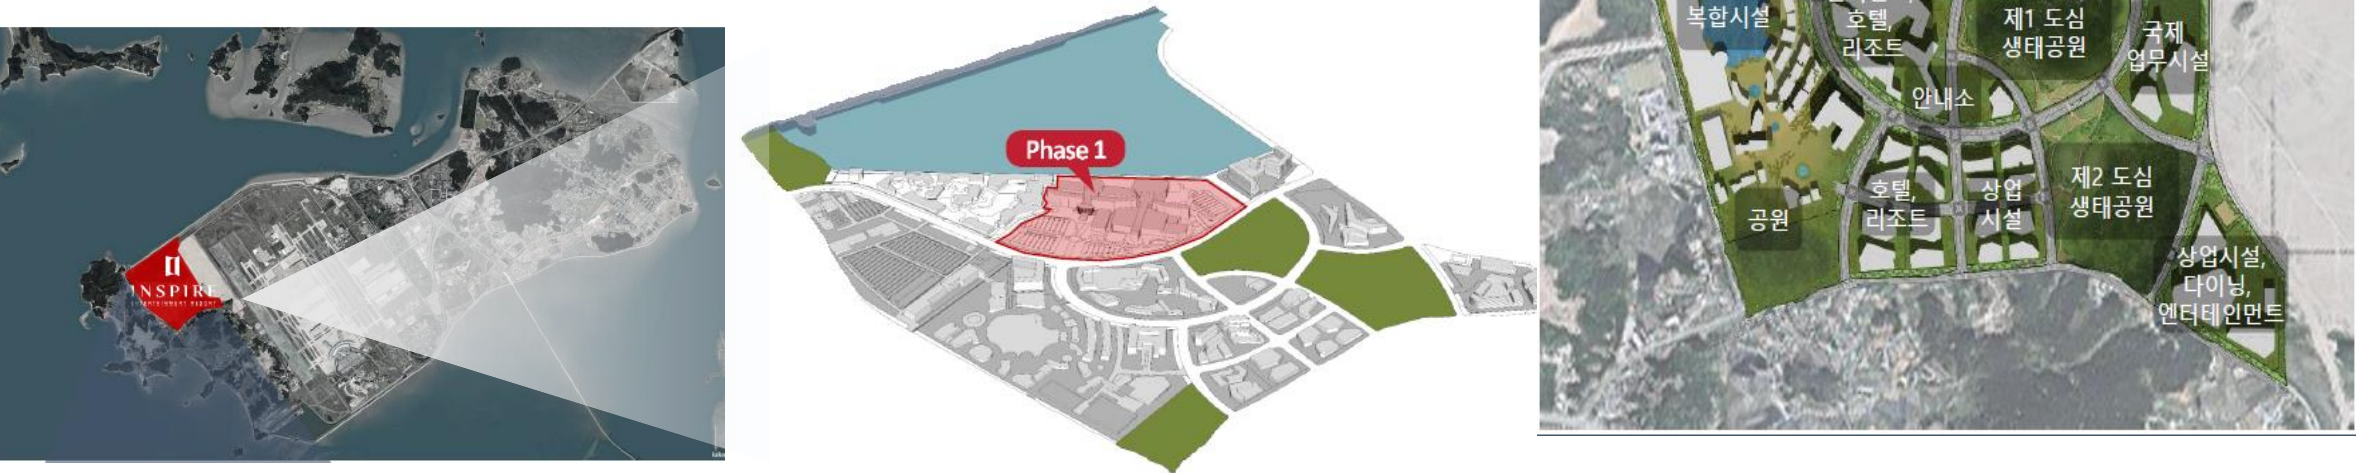 INSPIRE
ENTERTAINMENT RESORT
Phase 1
복합시설
호텔,
리조트
제1 도심
생태공원
국제
업무시설
안내소
공원
호텔,
리조트
상업
시설
제2 도심
생태공원
상업시설,
다이닝,
엔터테인먼트